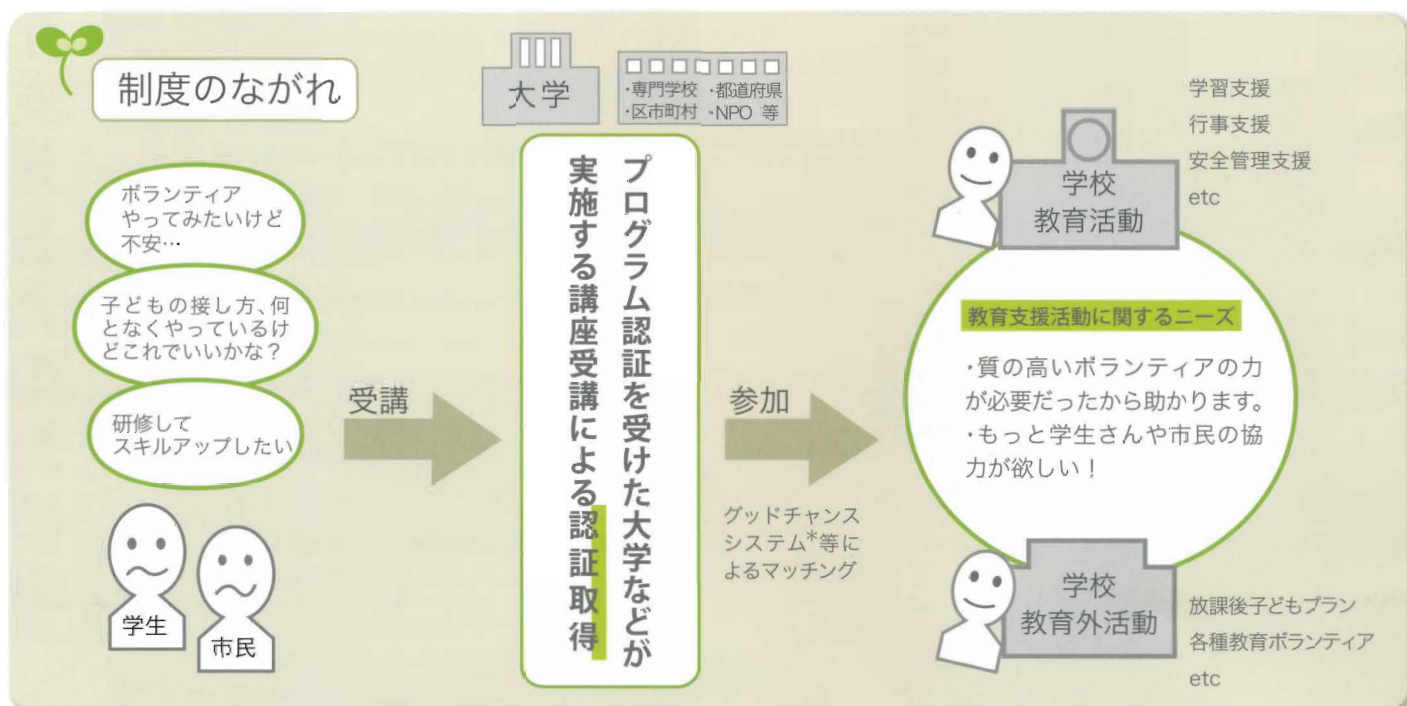 制度のながれ
ボランティア
やってみたいけど
不安…
子どもの接し方、何
となくやっているけ
どこれでいいかな？
研修して
スキルアップしたい
学生
市民
受講
大学
・専門学校 ・都道府県
・区市町村 ・NPO 等
プログラム認証を受けた大学などが
実施する講座受講による認証取得
参加
グッドチャンス
システム*等に
よるマッチング
学校
教育活動
学習支援
行事支援
安全管理支援
etc
教育支援活動に関するニーズ
・質の高いボランティアの力
が必要だったから助かります。
・もっと学生さんや市民の協
力が欲しい！
学校
教育外活動
放課後子どもプラン
各種教育ボランティア
etc